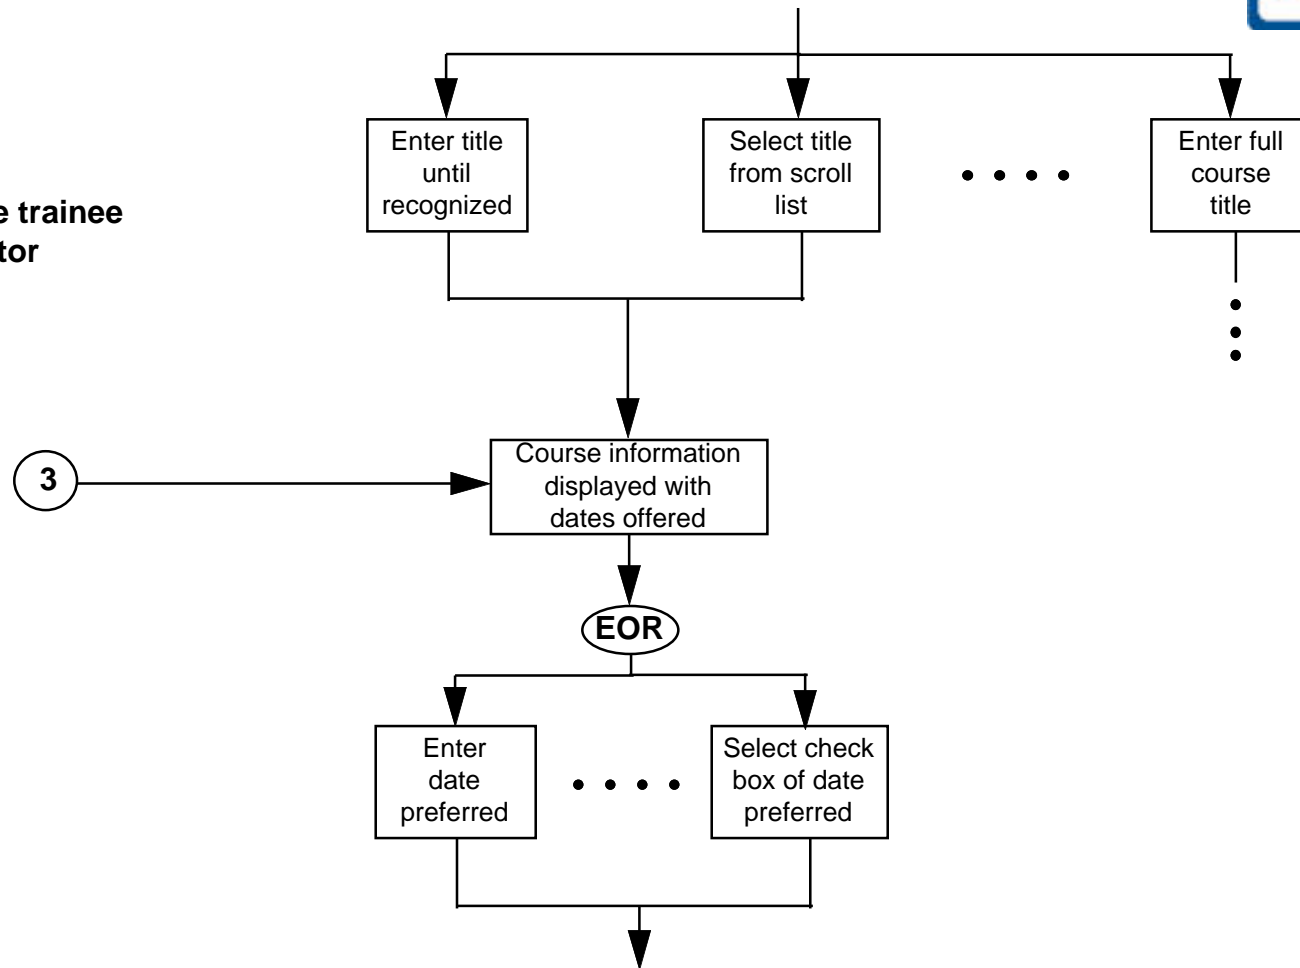 Enter title
until
recognized
Select title
from scroll
list
Enter full
course
title
trainee
3
Course information
displayed with
dates offered
EOR
Enter
date
preferred
Select check
box of date
preferred